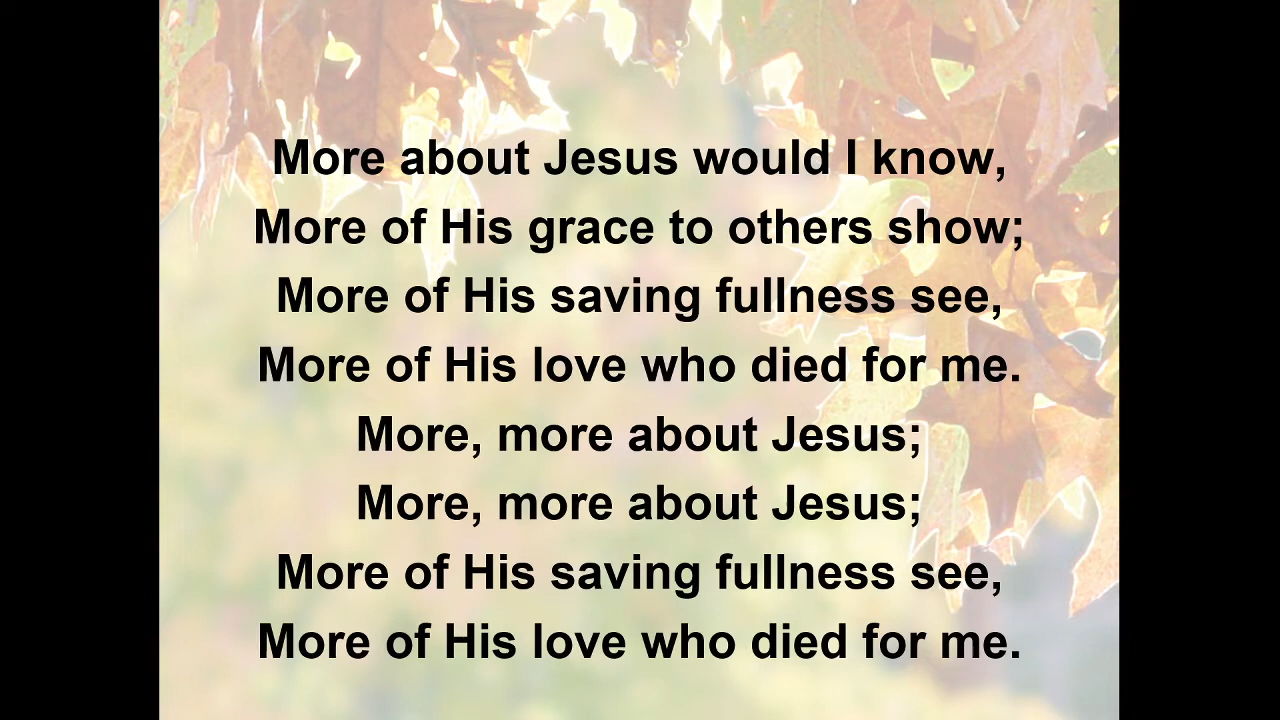 More about Jesus would I know,
More of His grace to others show;
More of His saving fullness see,
More of His love who died for me.
More, more about Jesus;
More, more about Jesus;
More of His saving fullness see,
More of His love who died for me.